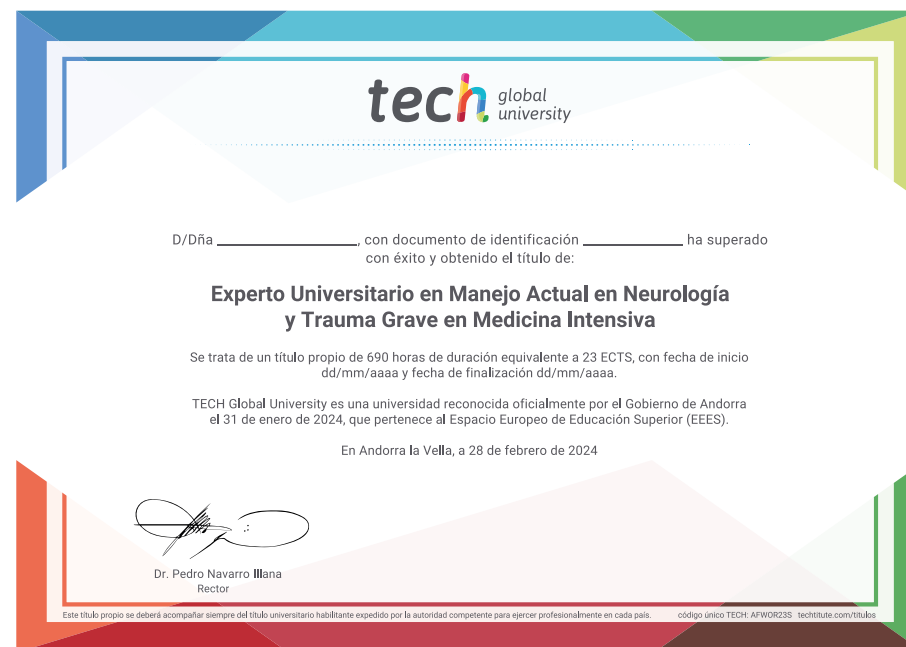 tech global university
D/Dña ____________________, con documento de identificación ______________ ha superado
con éxito y obtenido el título de:
Experto Universitario en Manejo Actual en Neurología
y Trauma Grave en Medicina Intensiva
Se trata de un título propio de 690 horas de duración equivalente a 23 ECTS, con fecha de inicio
dd/mm/aaaa y fecha de finalización dd/mm/aaaa.
TECH Global University es una universidad reconocida oficialmente por el Gobierno de Andorra
el 31 de enero de 2024, que pertenece al Espacio Europeo de Educación Superior (EEES).
En Andorra la Vella, a 28 de febrero de 2024
Dr. Pedro Navarro Illana
Rector
Este título propio se deberá acompañar siempre del título universitario habilitante expedido por la autoridad competente para ejercer profesionalmente en cada país. código único TECH: AFWOR23S techtitute.com/titulos